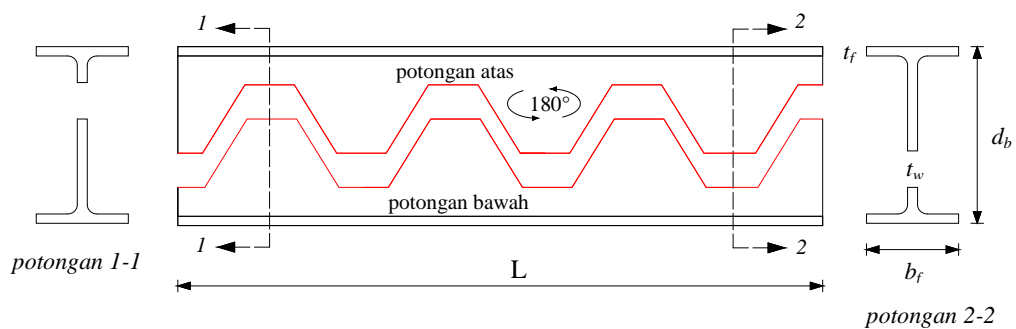 1
2
potongan atas
180°
t_f
d_b
t_w
potongan bawah
1
2
potongan 1-1
L
b_f
potongan 2-2